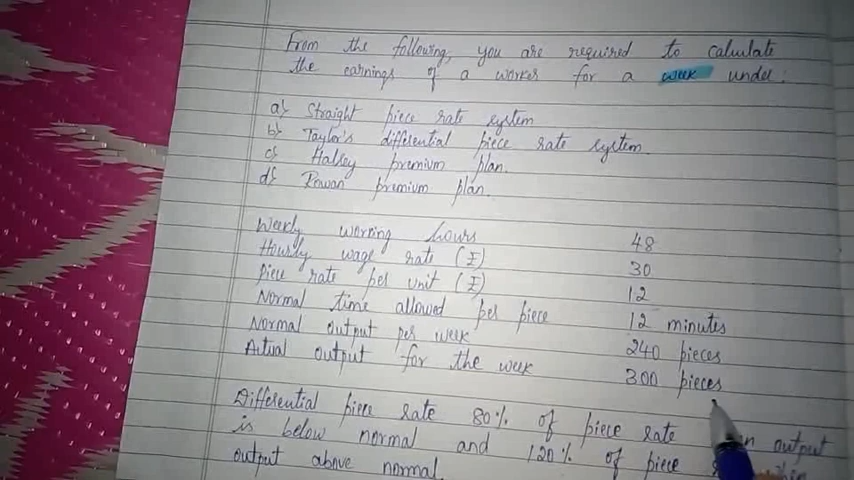 From the following, you are required to calculate
the earnings of a worker for a week under:
a) Straight piece rate system
b) Taylor's differential piece rate system
c) Halsey premium plan.
d) Rowan premium plan.
Weekly working hours 48
Hourly wage rate (I) 30
Piece rate per unit (I) 12
Normal time allowed per piece 12 minutes
Normal output per week 240 pieces
Actual output for the week 300 pieces
Differential piece rate 80% of piece rate output
is below normal and 120% of piece
output above normal.